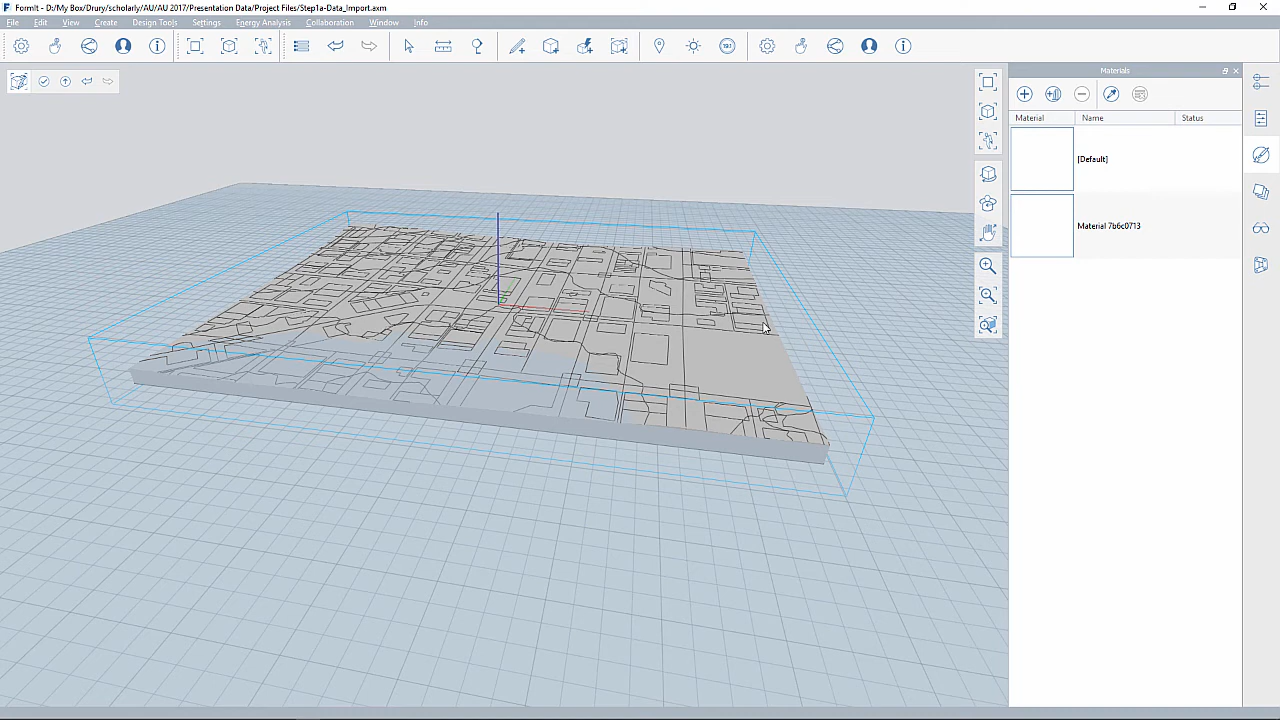 FormIt - D:/My Box/Drury/scholarly/AU/AU 2017/Presentation Data/Project Files/Step1a-Data_Import.axm
File Edit View Create Design Tools Settings Energy Analysis Collaboration Window Info
Materials
Material Name Status
[Default]
Material 7b6c0713